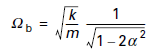 Ω_b = √(k/m) 1/√(1−2α²)